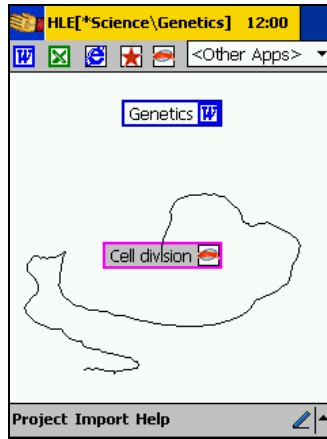 HLE[*Science\Genetics] 12:00
<Other Apps>
Genetics
Cell division
Project Import Help